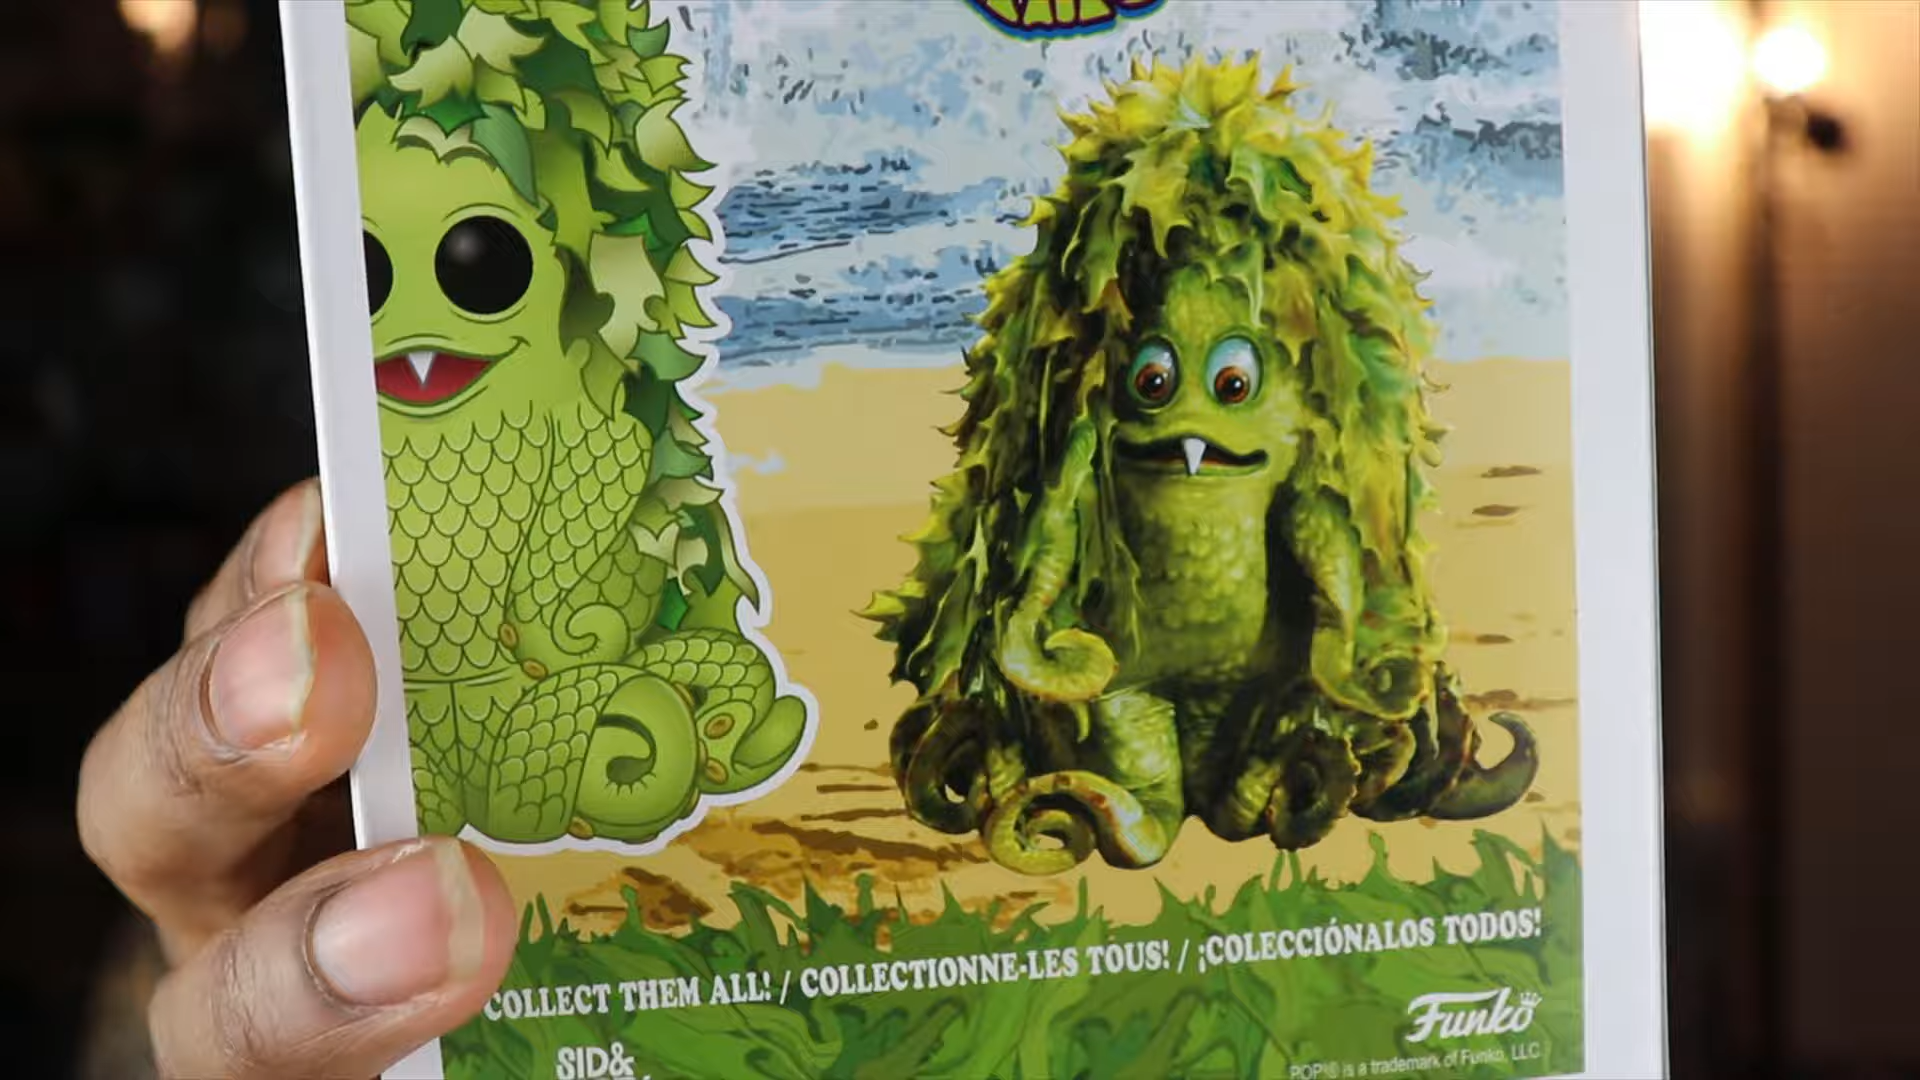 COLLECT THEM ALL! / COLLECTIONNE-LES TOUS! / ¡COLECCIÓNALOS TODOS!
Funko
SID&
POP!® is a trademark of Funko, LLC